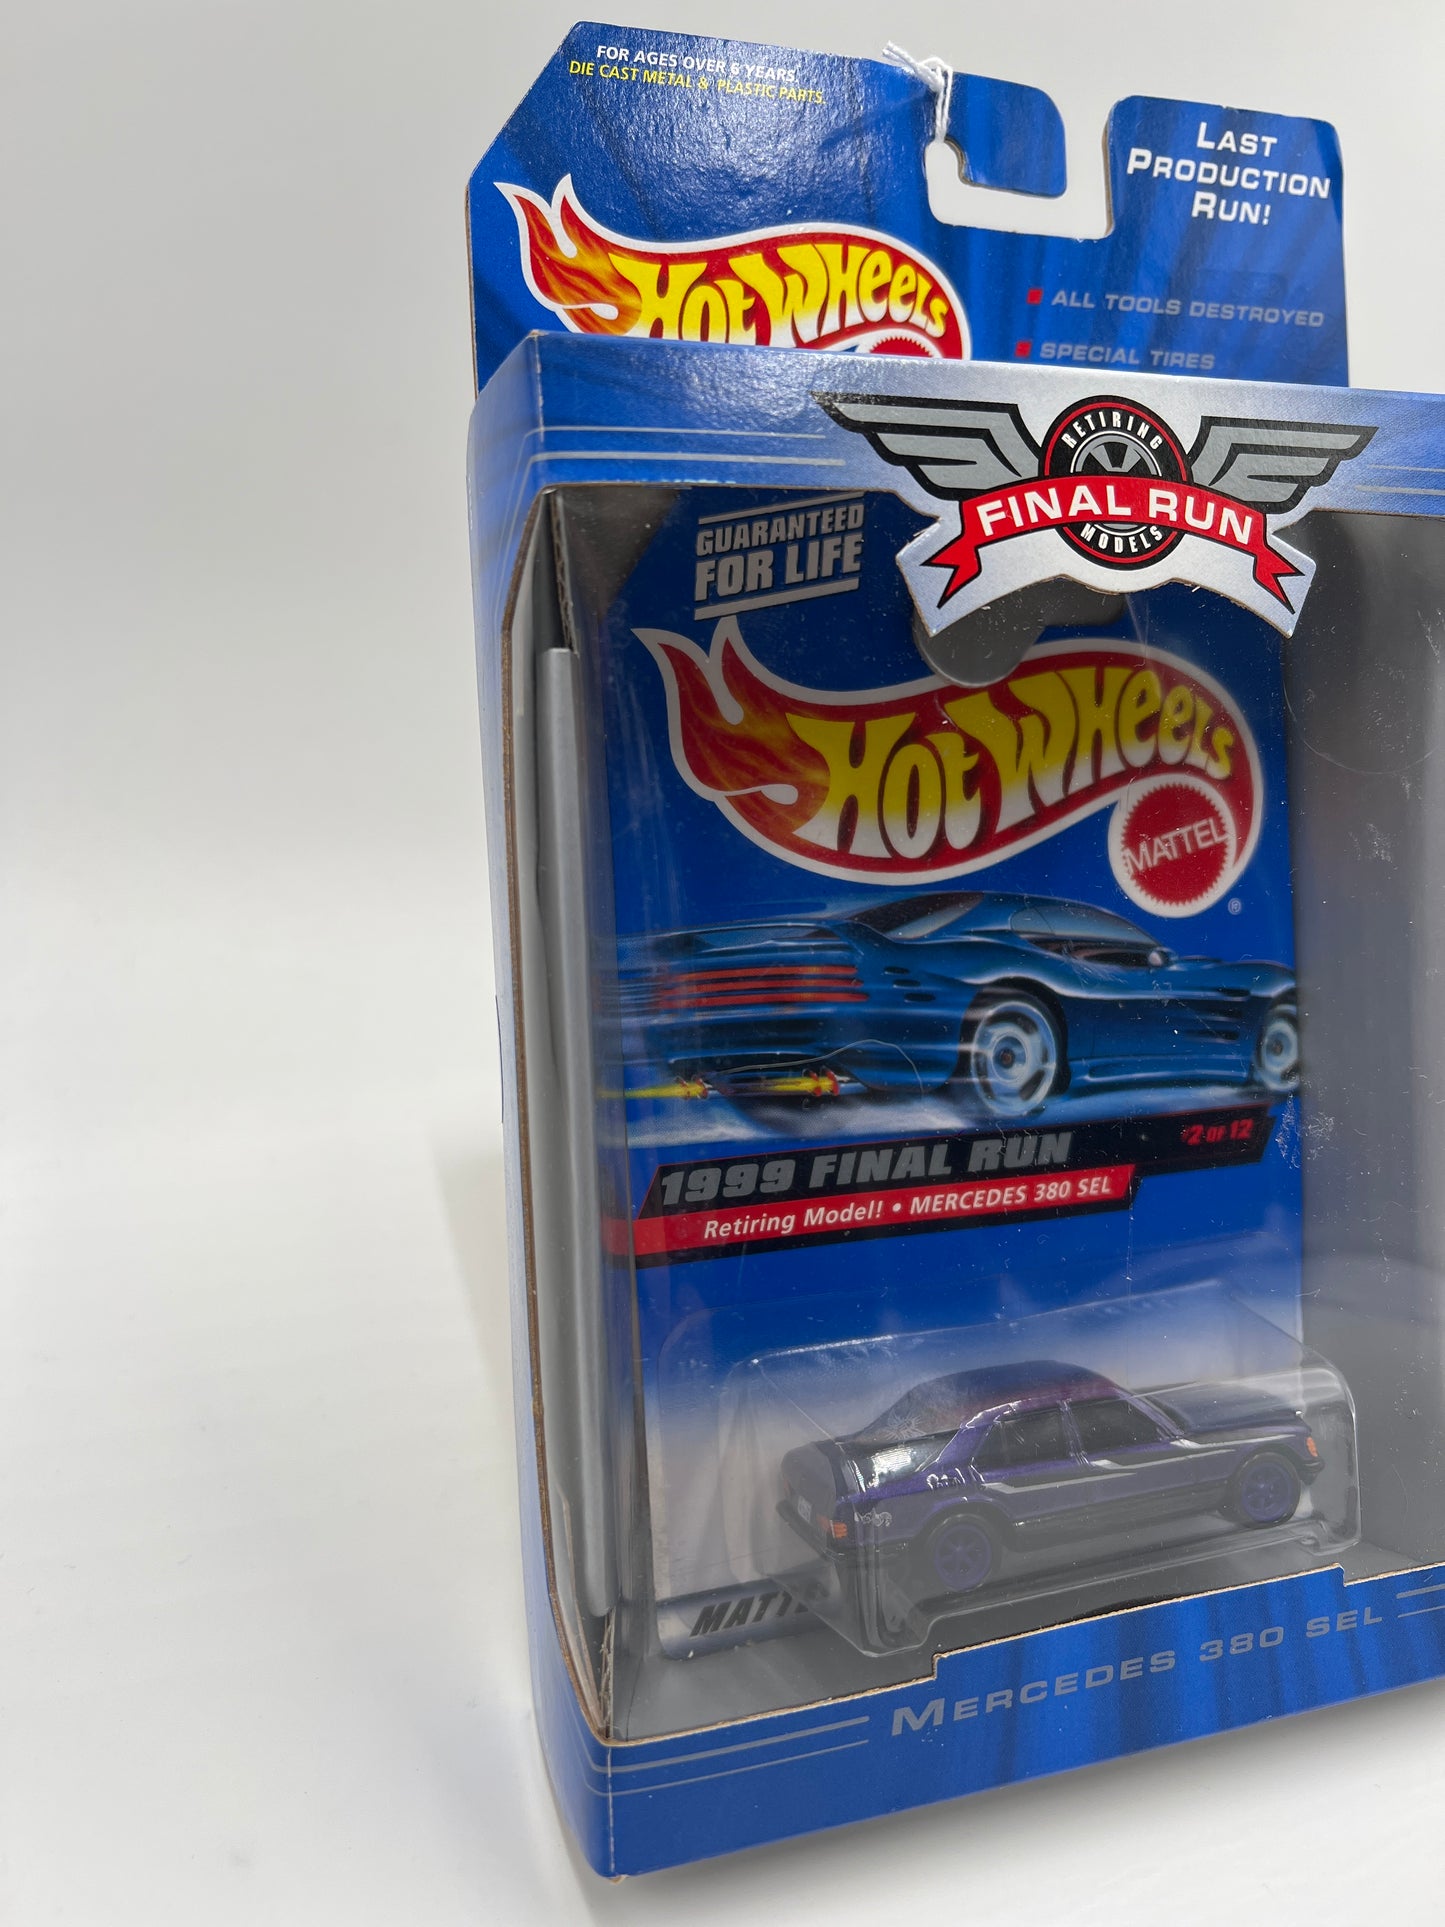 FOR AGES OVER 6 YEARS.
DIE CAST METAL & PLASTIC PARTS.
LAST
PRODUCTION
RUN!
HOT WHEELS
ALL TOOLS DESTROYED
SPECIAL TIRES
RETIRING
FINAL RUN
MODELS
GUARANTEED
FOR LIFE
HOT WHEELS
MATTEL
®
1999 FINAL RUN
#2 OF 12
Retiring Model! • MERCEDES 380 SEL
MERCEDES 380 SEL